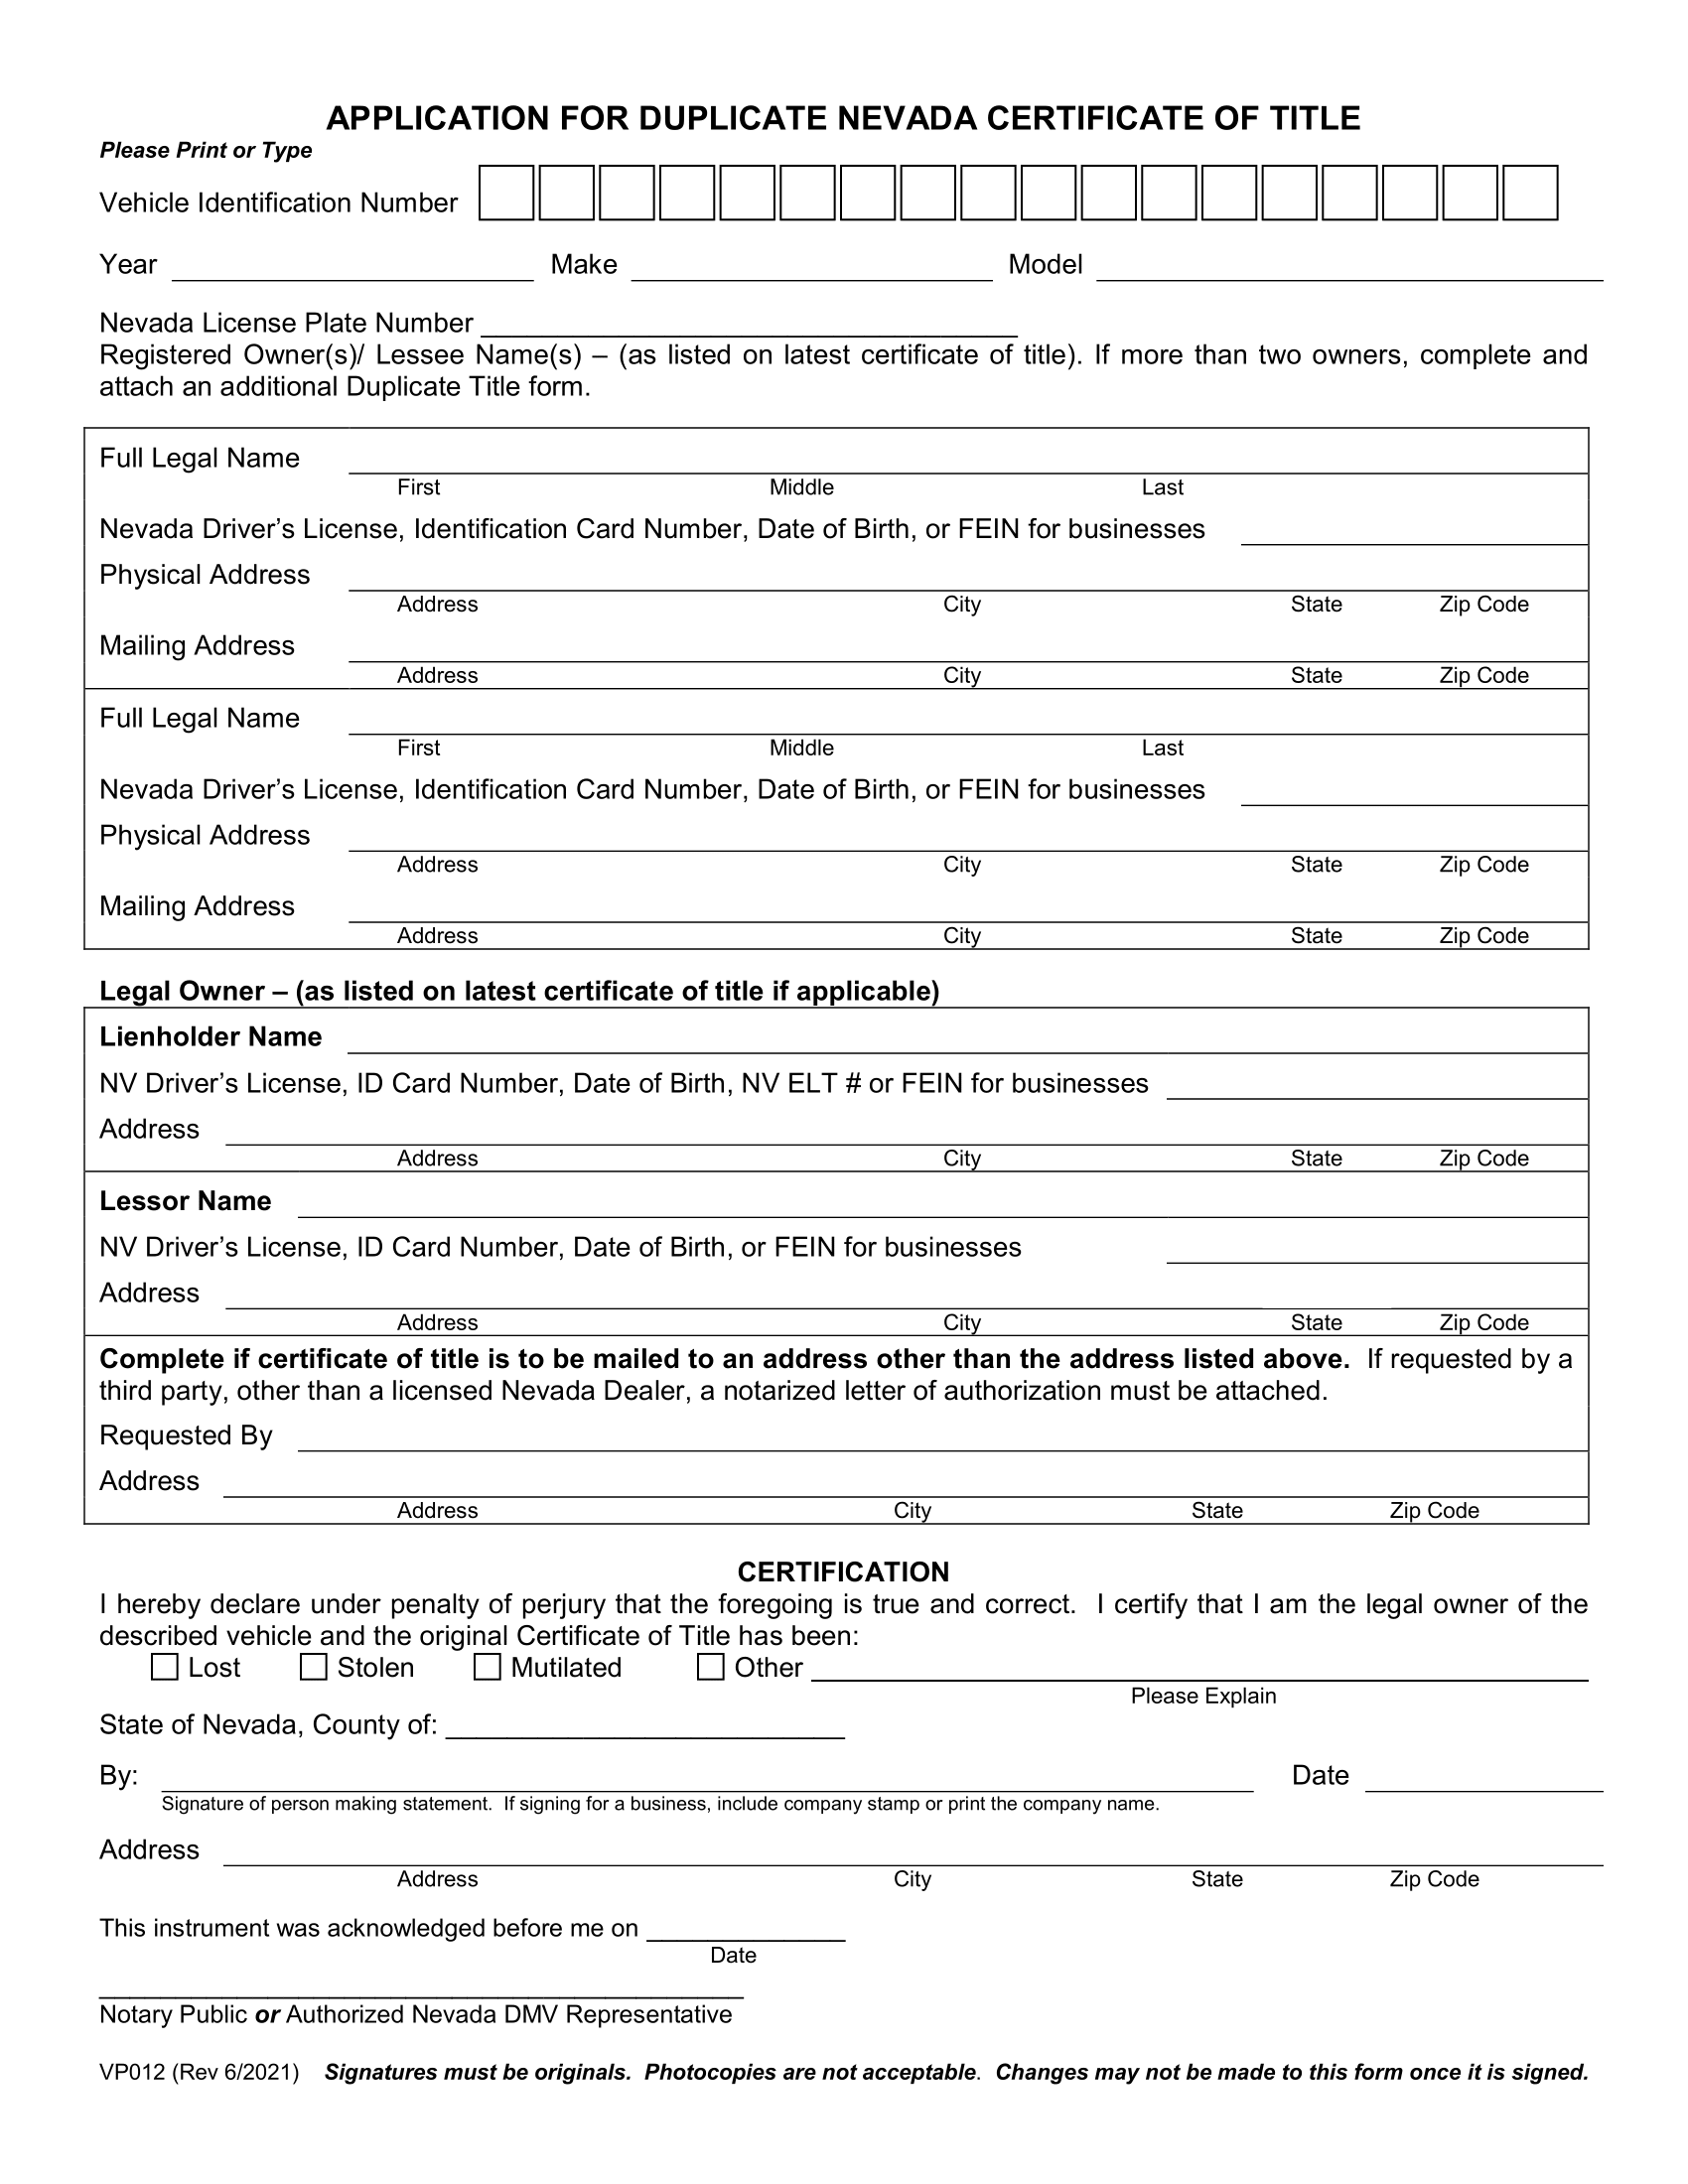 APPLICATION FOR DUPLICATE NEVADA CERTIFICATE OF TITLE
Please Print or Type
Vehicle Identification Number
Year Make Model
Nevada License Plate Number
Registered Owner(s)/ Lessee Name(s) – (as listed on latest certificate of title). If more than two owners, complete and
attach an additional Duplicate Title form.
Full Legal Name
First Middle Last
Nevada Driver’s License, Identification Card Number, Date of Birth, or FEIN for businesses
Physical Address
Address City State Zip Code
Mailing Address
Address City State Zip Code
Full Legal Name
First Middle Last
Nevada Driver’s License, Identification Card Number, Date of Birth, or FEIN for businesses
Physical Address
Address City State Zip Code
Mailing Address
Address City State Zip Code
Legal Owner – (as listed on latest certificate of title if applicable)
Lienholder Name
NV Driver’s License, ID Card Number, Date of Birth, NV ELT # or FEIN for businesses
Address
Address City State Zip Code
Lessor Name
NV Driver’s License, ID Card Number, Date of Birth, or FEIN for businesses
Address
Address City State Zip Code
Complete if certificate of title is to be mailed to an address other than the address listed above. If requested by a
third party, other than a licensed Nevada Dealer, a notarized letter of authorization must be attached.
Requested By
Address
Address City State Zip Code
CERTIFICATION
I hereby declare under penalty of perjury that the foregoing is true and correct. I certify that I am the legal owner of the
described vehicle and the original Certificate of Title has been:
Lost Stolen Mutilated Other
Please Explain
State of Nevada, County of:
By: Date
Signature of person making statement. If signing for a business, include company stamp or print the company name.
Address
Address City State Zip Code
This instrument was acknowledged before me on
Date
Notary Public or Authorized Nevada DMV Representative
VP012 (Rev 6/2021) Signatures must be originals. Photocopies are not acceptable. Changes may not be made to this form once it is signed.